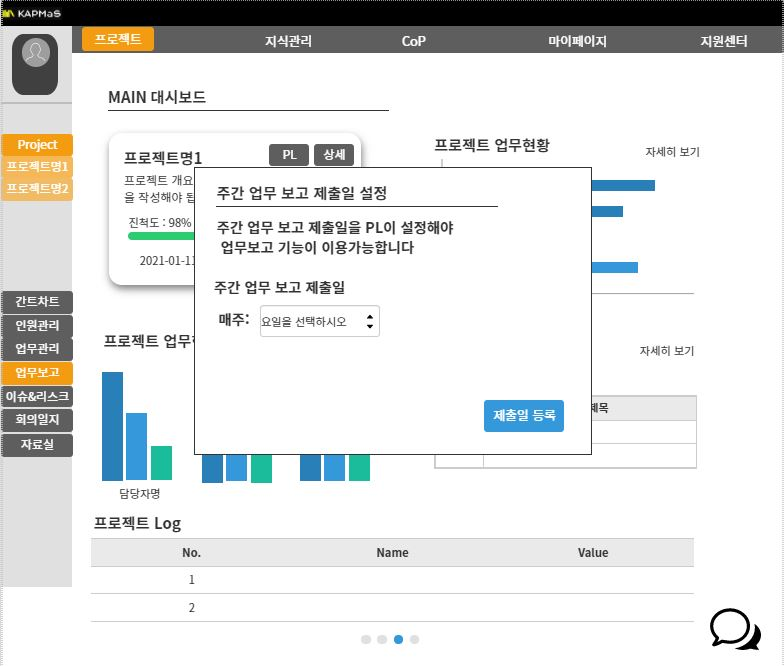 KAPMaS
프로젝트
지식관리
CoP
마이페이지
지원센터
MAIN 대시보드
Project
프로젝트명1
프로젝트명2
간트차트
인원관리
업무관리
업무보고
이슈&리스크
회의일지
자료실
프로젝트명1
PL
상세
프로젝트 개요
을 작성해야
진척도 : 98%
2021-01-11
프로젝트 업무현황
자세히 보기
주간 업무 보고 제출일 설정
주간 업무 보고 제출일을 PL이 설정해야
업무보고 기능이 이용가능합니다
주간 업무 보고 제출일
매주:
요일을 선택하시오
제출일 등록
프로젝트 업무
담당자명
자세히 보기
제목
프로젝트 Log
No.
Name
Value
1
2